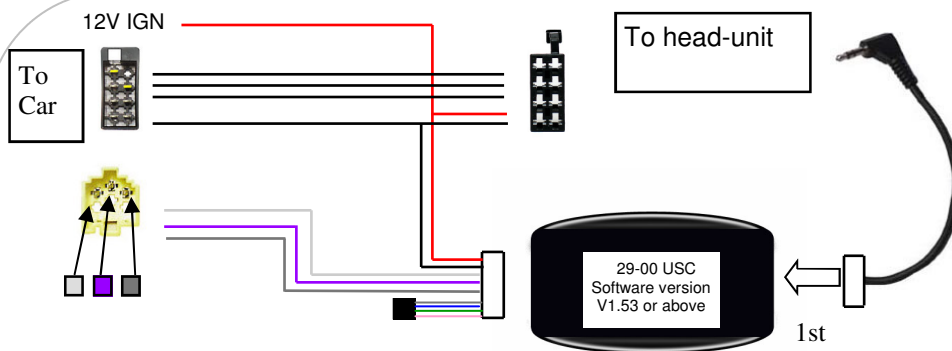 12V IGN
To
Car
To head-unit
29-00 USC
Software version
V1.53 or above
1st